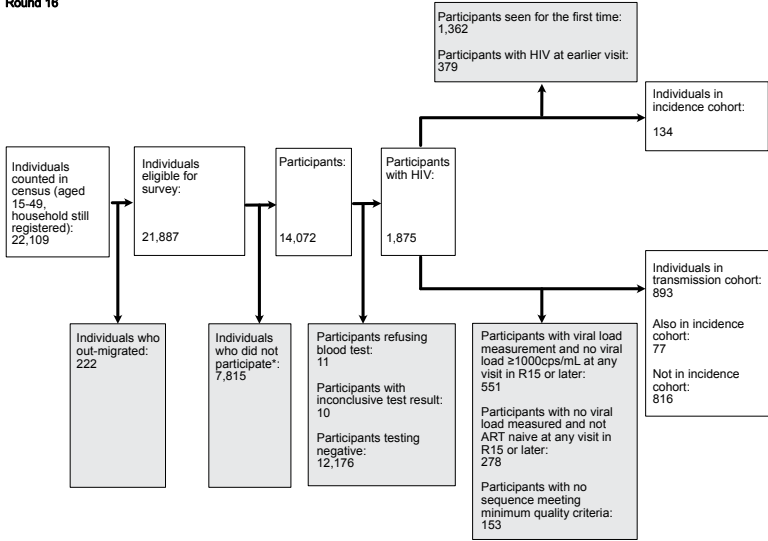 Round 16
Participants seen for the first time:
1,362
Participants with HIV at earlier visit:
379
Individuals in
incidence cohort:
134
Individuals
counted in
census (aged
15-49,
household still
registered):
22,109
Individuals
eligible for
survey:
21,887
Participants:
14,072
Participants
with HIV:
1,875
Individuals in
transmission cohort:
893
Also in incidence
cohort:
77
Not in incidence
cohort:
816
Individuals who
out-migrated:
222
Individuals
who did not
participate*:
7,815
Participants refusing
blood test:
11
Participants with
inconclusive test result:
10
Participants testing
negative:
12,176
Participants with viral load
measurement and no viral
load ≥1000cps/mL at any
visit in R15 or later:
551
Participants with no viral
load measured and not
ART naive at any visit in
R15 or later:
278
Participants with no
sequence meeting
minimum quality criteria:
153